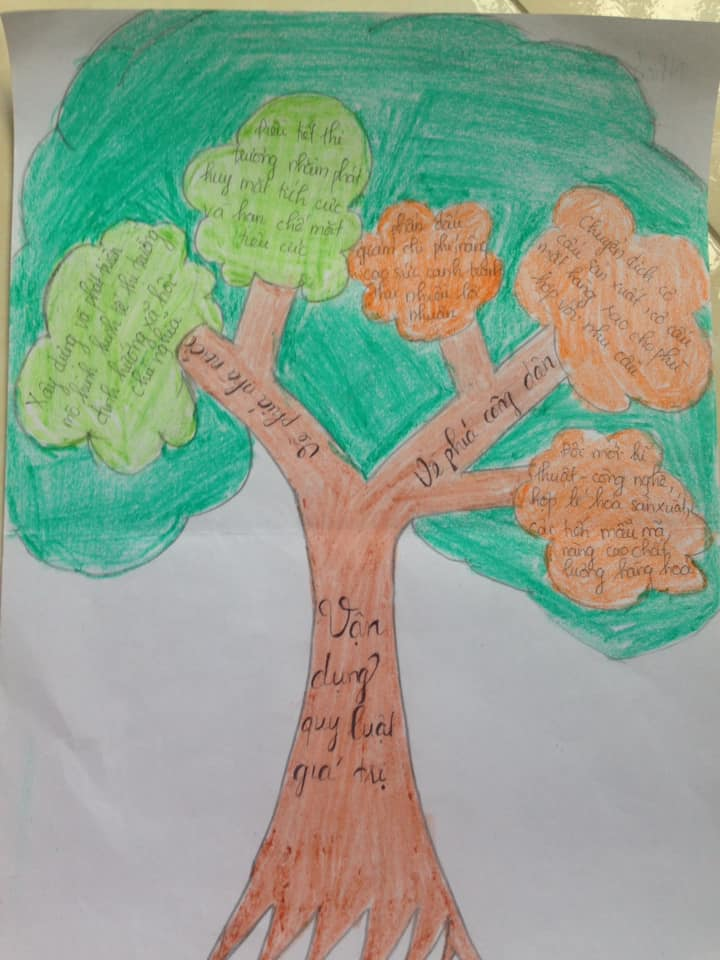 Vận
dụng
quy luật
giá trị
Về phía nhà nước
Xây dựng và phát triển
mô hình kinh tế thị trường
định hướng xã hội
chủ nghĩa
Điều tiết thị
trường nhằm phát
huy mặt tích cực
và hạn chế mặt
tiêu cực
Về phía công dân
phấn đấu
giảm chi phí, nâng
cao sức cạnh tranh
thu nhiều lợi
nhuận
Chuyển dịch cơ
cấu sản xuất, cơ cấu
mặt hàng sao cho phù
hợp với nhu cầu
Đổi mới kĩ
thuật - công nghệ,
hợp lí hóa sản xuất,
cải tiến mẫu mã,
nâng cao chất
lượng hàng hóa